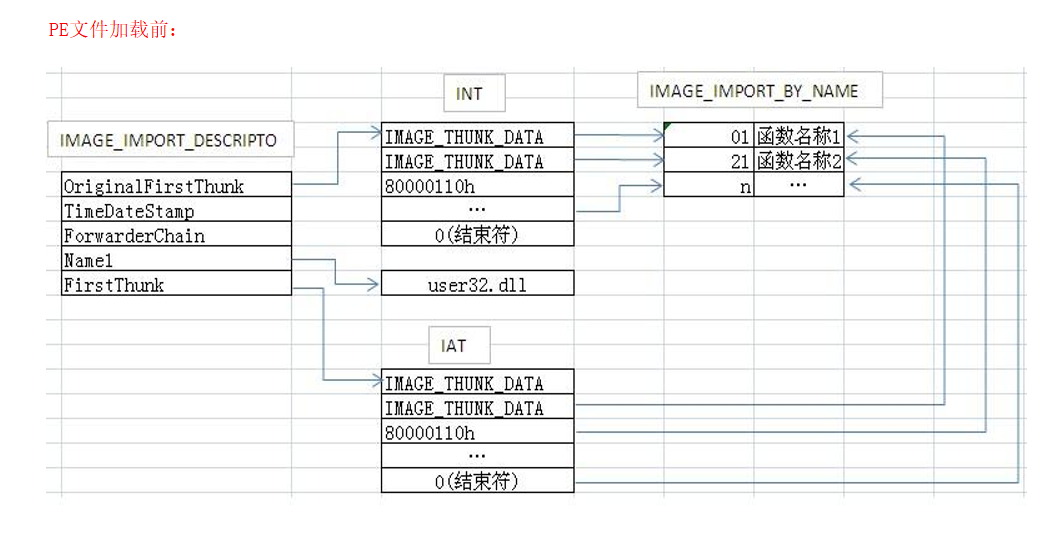 PE文件加载前：
INT
IMAGE_IMPORT_BY_NAME
IMAGE_IMPORT_DESCRIPTO
IMAGE_THUNK_DATA
IMAGE_THUNK_DATA
80000110h
…
0(结束符)
01 函数名称1
21 函数名称2
n …
OriginalFirstThunk
TimeDateStamp
ForwarderChain
Name1
FirstThunk
user32.dll
IAT
IMAGE_THUNK_DATA
IMAGE_THUNK_DATA
80000110h
…
0(结束符)